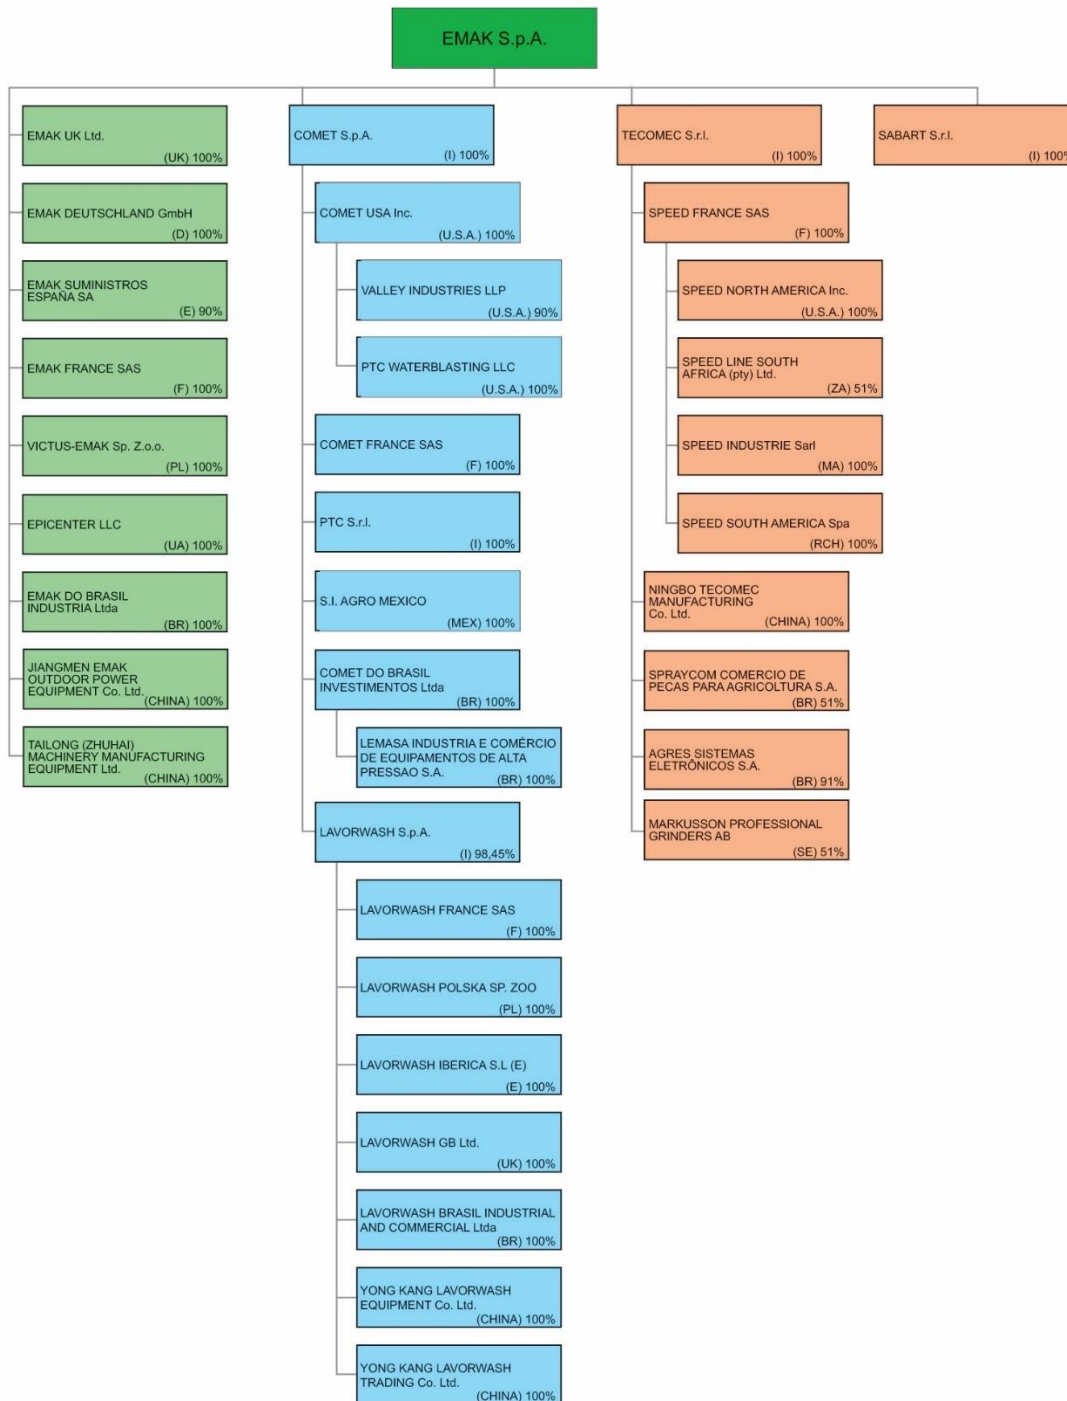 EMAK S.p.A.
EMAK UK Ltd.
(UK) 100%
EMAK DEUTSCHLAND GmbH
(D) 100%
EMAK SUMINISTROS
ESPAÑA SA
(E) 90%
EMAK FRANCE SAS
(F) 100%
VICTUS-EMAK Sp. Z.o.o.
(PL) 100%
EPICENTER LLC
(UA) 100%
EMAK DO BRASIL
INDUSTRIA Ltda
(BR) 100%
JIANGMEN EMAK
OUTDOOR POWER
EQUIPMENT Co. Ltd.
(CHINA) 100%
TAILONG (ZHUHAI)
MACHINERY MANUFACTURING
EQUIPMENT Ltd.
(CHINA) 100%
COMET S.p.A.
(I) 100%
COMET USA Inc.
(U.S.A.) 100%
VALLEY INDUSTRIES LLP
(U.S.A.) 90%
PTC WATERBLASTING LLC
(U.S.A.) 100%
COMET FRANCE SAS
(F) 100%
PTC S.r.l.
(I) 100%
S.I. AGRO MEXICO
(MEX) 100%
COMET DO BRASIL
INVESTIMENTOS Ltda
(BR) 100%
LEMASA INDUSTRIA E COMÉRCIO
DE EQUIPAMENTOS DE ALTA
PRESSAO S.A.
(BR) 100%
LAVORWASH S.p.A.
(I) 98,45%
LAVORWASH FRANCE SAS
(F) 100%
LAVORWASH POLSKA SP. ZOO
(PL) 100%
LAVORWASH IBERICA S.L (E)
(E) 100%
LAVORWASH GB Ltd.
(UK) 100%
LAVORWASH BRASIL INDUSTRIAL
AND COMMERCIAL Ltda
(BR) 100%
YONG KANG LAVORWASH
EQUIPMENT Co. Ltd.
(CHINA) 100%
YONG KANG LAVORWASH
TRADING Co. Ltd.
(CHINA) 100%
TECOMEC S.r.l.
(I) 100%
SPEED FRANCE SAS
(F) 100%
SPEED NORTH AMERICA Inc.
(U.S.A.) 100%
SPEED LINE SOUTH
AFRICA (pty) Ltd.
(ZA) 51%
SPEED INDUSTRIE Sarl
(MA) 100%
SPEED SOUTH AMERICA Spa
(RCH) 100%
NINGBO TECOMEC
MANUFACTURING
Co. Ltd.
(CHINA) 100%
SPRAYCOM COMERCIO DE
PECAS PARA AGRICOLTURA S.A.
(BR) 51%
AGRES SISTEMAS
ELETRÔNICOS S.A.
(BR) 91%
MARKUSSON PROFESSIONAL
GRINDERS AB
(SE) 51%
SABART S.r.l.
(I) 100%